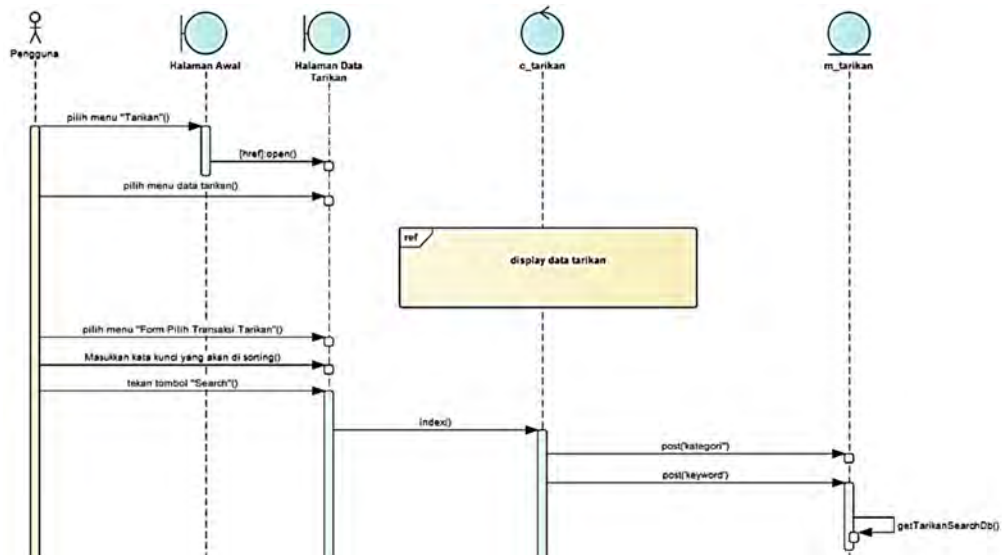 Pengguna
Halaman Awal
Halaman Data
Tarikan
c_tarikan
m_tarikan
pilih menu "Tarikan"()
[href]:open()
pilih menu data tarikan()
ref
display data tarikan
pilih menu "Form Pilih Transaksi Tarikan"()
Masukkan kata kunci yang akan di sorting()
tekan tombol "Search"()
index()
post('kategori'')
post('keyword')
getTarikanSearchDb()